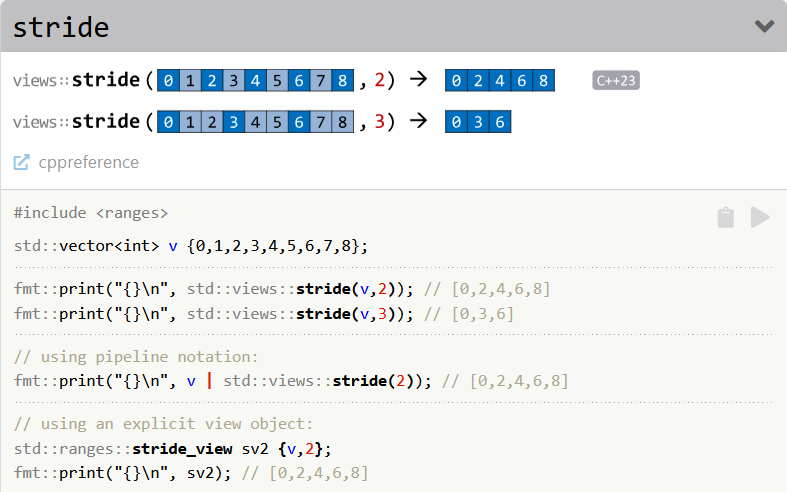 stride
views::stride(0 1 2 3 4 5 6 7 8,2) → 0 2 4 6 8 C++23
views::stride(0 1 2 3 4 5 6 7 8,3) → 0 3 6
cppreference
#include <ranges>
std::vector<int> v {0,1,2,3,4,5,6,7,8};
fmt::print("{}\n", std::views::stride(v,2)); // [0,2,4,6,8]
fmt::print("{}\n", std::views::stride(v,3)); // [0,3,6]
// using pipeline notation:
fmt::print("{}\n", v | std::views::stride(2)); // [0,2,4,6,8]
// using an explicit view object:
std::ranges::stride_view sv2 {v,2};
fmt::print("{}\n", sv2); // [0,2,4,6,8]